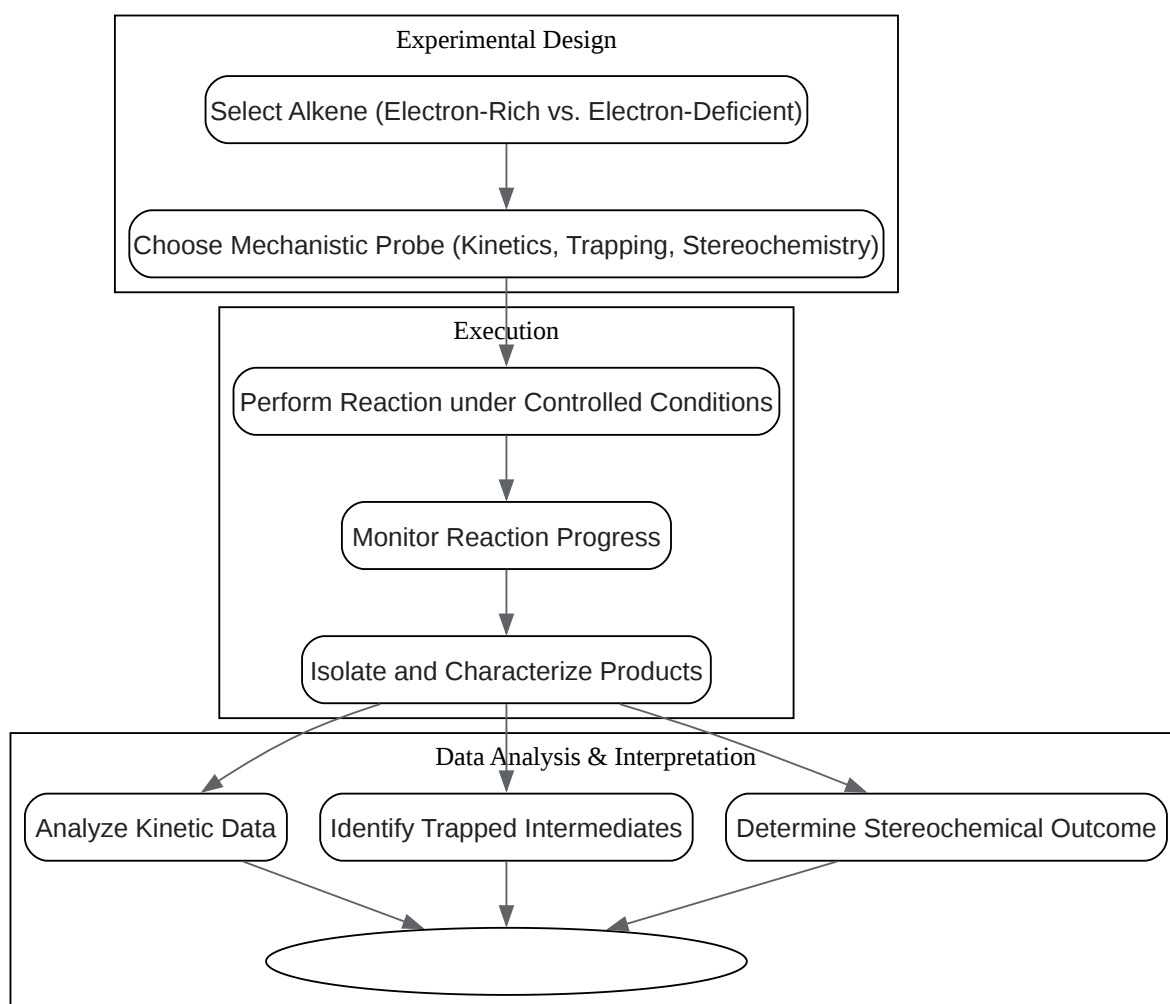 Experimental Design
Select Alkene (Electron-Rich vs. Electron-Deficient)
Choose Mechanistic Probe (Kinetics, Trapping, Stereochemistry)
Execution
Perform Reaction under Controlled Conditions
Monitor Reaction Progress
Isolate and Characterize Products
Data Analysis & Interpretation
Analyze Kinetic Data
Identify Trapped Intermediates
Determine Stereochemical Outcome